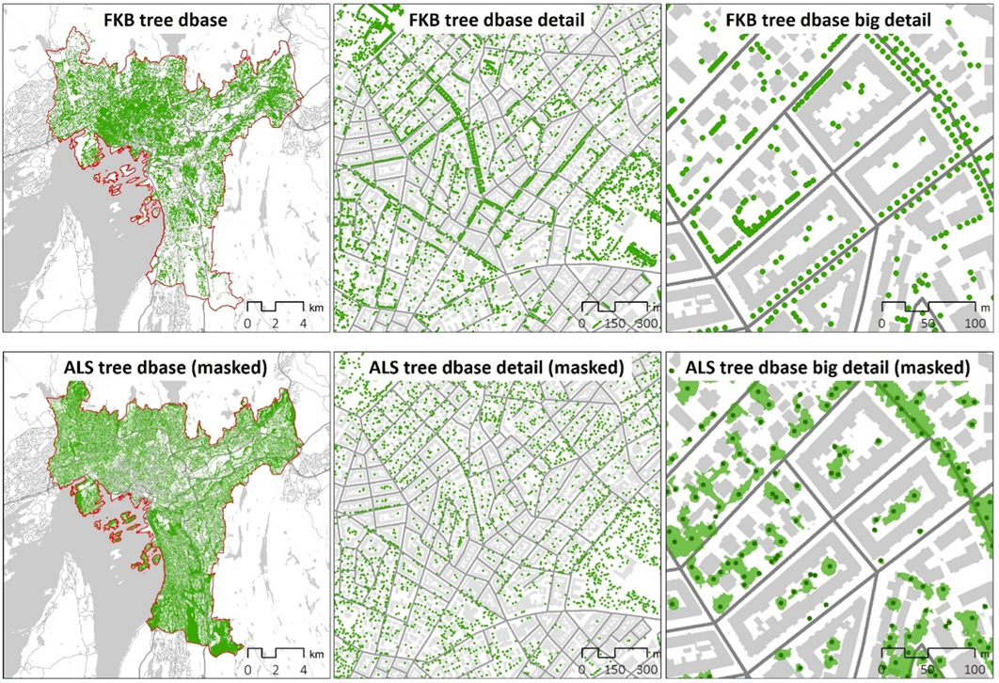 FKB tree dbase
FKB tree dbase detail
FKB tree dbase big detail
0 2 4 km
0 150 300 m
0 50 100 m
ALS tree dbase (masked)
ALS tree dbase detail (masked)
ALS tree dbase big detail (masked)
0 2 4 km
0 150 300 m
0 50 100 m